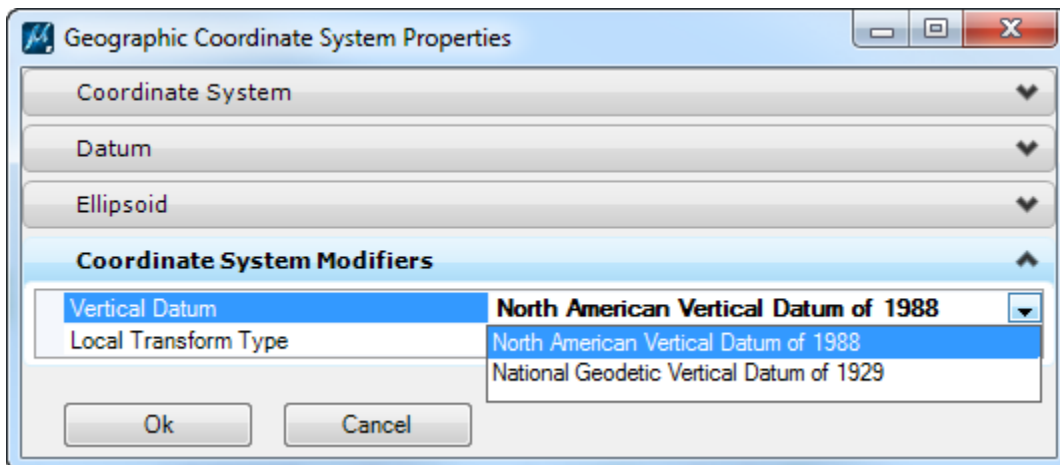 Geographic Coordinate System Properties
Coordinate System
Datum
Ellipsoid
Coordinate System Modifiers
Vertical Datum North American Vertical Datum of 1988
Local Transform Type North American Vertical Datum of 1988
National Geodetic Vertical Datum of 1929
Ok Cancel